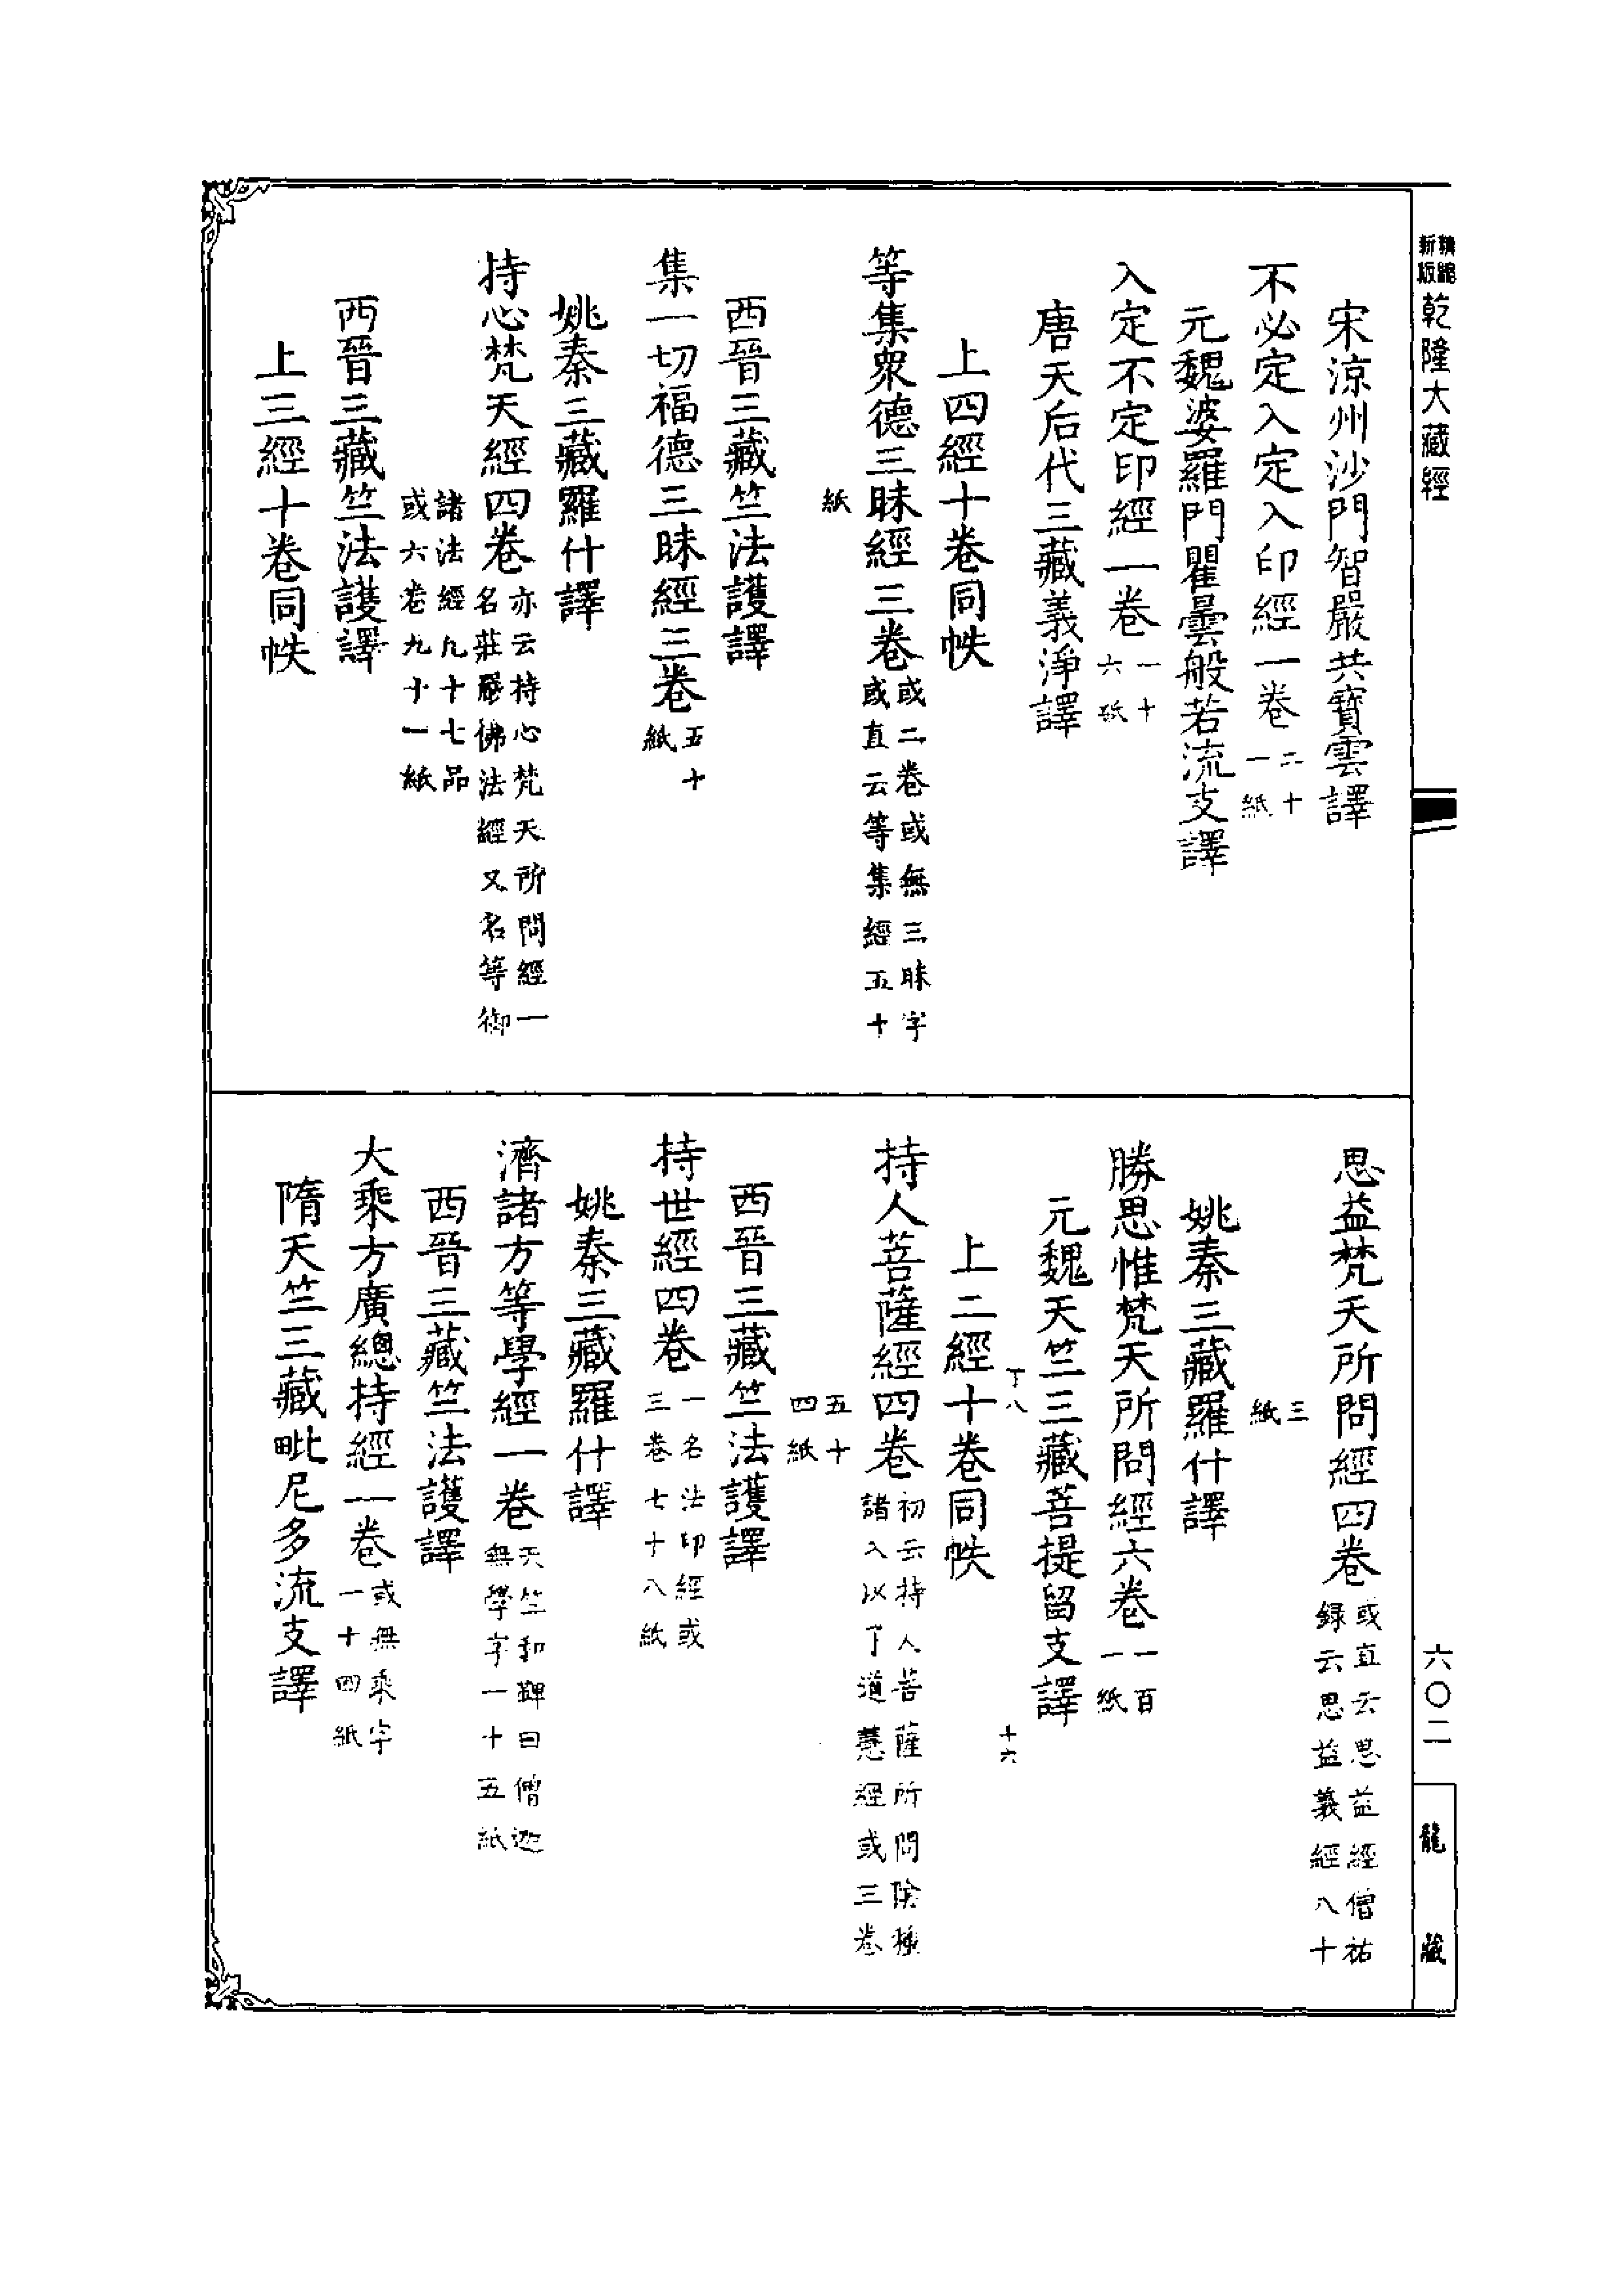 新版精縮乾隆大藏經
宋涼州沙門智嚴共寶雲譯
不必定入定入印經一卷二十
一紙
元魏婆羅門瞿曇般若流支譯
入定不定印經一卷一十
六紙
唐天后代三藏義淨譯
上四經十卷同帙
等集衆德三昧經三卷或二卷或無三昧字
或直云等集經五十
紙
西晉三藏竺法護譯
集一切福德三昧經三卷五十
紙
姚秦三藏羅什譯
持心梵天經四卷亦云持心梵天所問經一
名莊嚴佛法經又名等御
諸法經凡十七品
或六卷九十一紙
西晉三藏竺法護譯
上三經十卷同帙
思益梵天所問經四卷或直云思益經僧祐
録云思益義經八十
三
紙
姚秦三藏羅什譯
勝思惟梵天所問經六卷一百
一紙
元魏天竺三藏菩提留支譯
丁八 十六
上二經十卷同帙
持人菩薩經四卷初云持人菩薩所問陰種
諸入以了道慧經或三卷
五十
四紙
西晉三藏竺法護譯
持世經四卷一名法印經或
三卷七十八紙
姚秦三藏羅什譯
濟諸方等學經一卷天竺和鞞曰僧迦
無學字一十五紙
西晉三藏竺法護譯
大乘方廣總持經一卷或無乘字
一十四紙
隋天竺三藏毗尼多流支譯
六〇二
龍藏